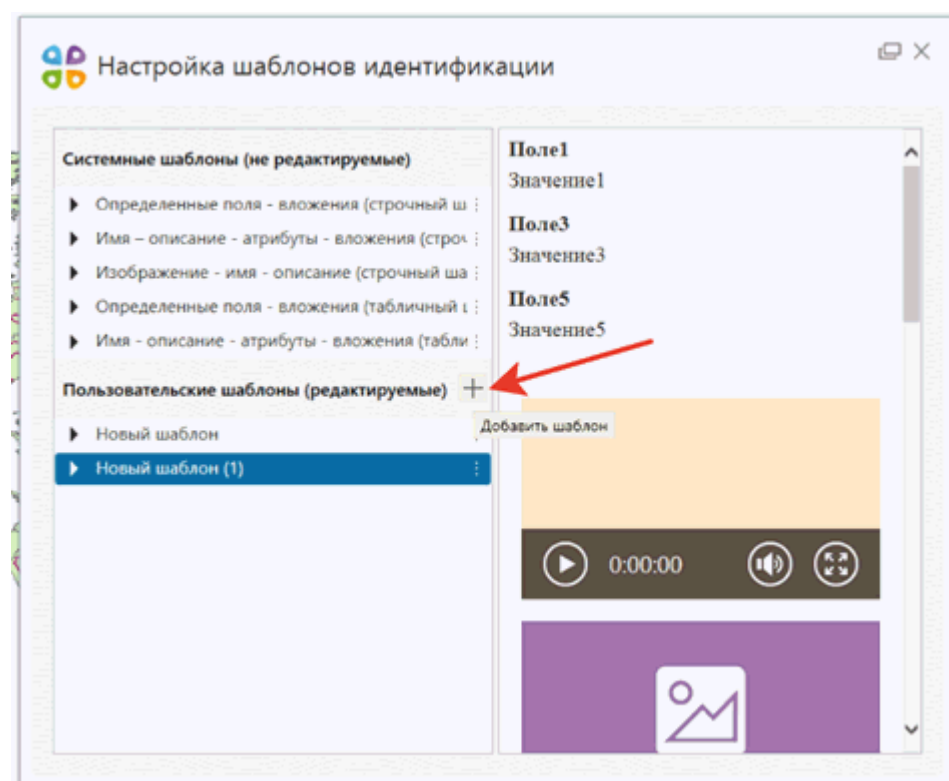 Настройка шаблонов идентификации
Системные шаблоны (не редактируемые)
Определенные поля - вложения (строчный ш
Имя – описание - атрибуты - вложения (строч
Изображение - имя - описание (строчный ша
Определенные поля - вложения (табличный ц
Имя - описание - атрибуты - вложения (табли
Пользовательские шаблоны (редактируемые)
Добавить шаблон
Новый шаблон
Новый шаблон (1)
Поле1
Значение1
Поле3
Значение3
Поле5
Значение5
0:00:00